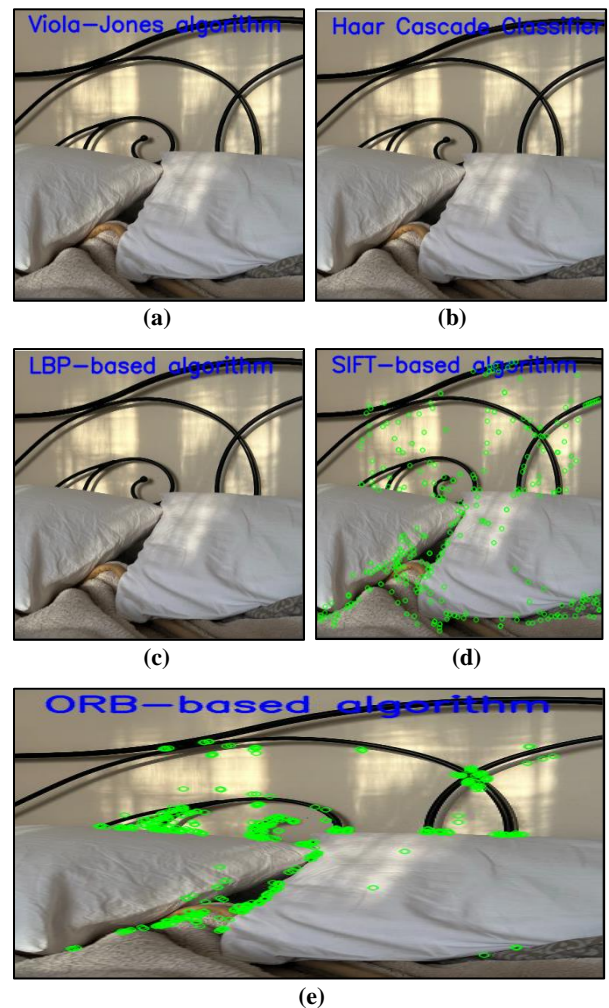 Viola-Jones algorithm
Haar Cascade Classifier
(a)
(b)
LBP-based algorithm
SIFT-based algorithm
(c)
(d)
ORB-based algorithm
(e)